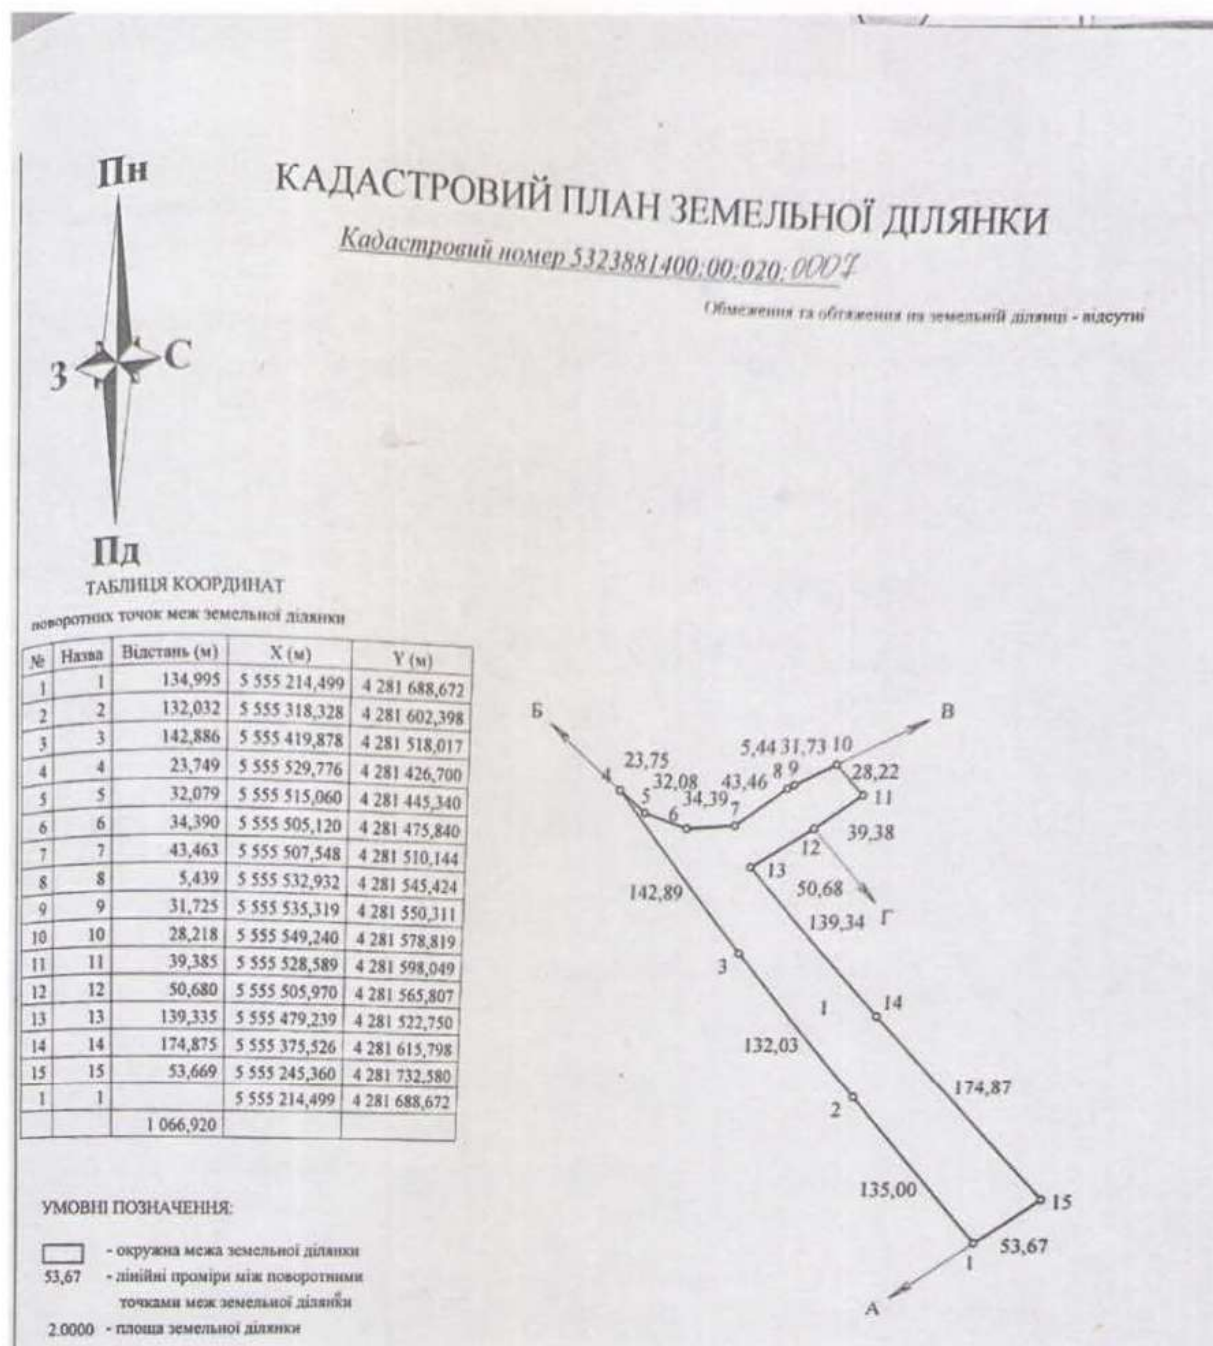 Пн
З
С
Пд
КАДАСТРОВИЙ ПЛАН ЗЕМЕЛЬНОЇ ДІЛЯНКИ
Кадастровий номер 5323881400:00:020:0007
Обмеження та обтяження на земельній ділянці - відсутні
ТАБЛИЦЯ КООРДИНАТ
поворотних точок меж земельної ділянки
№ Назва Відстань (м) X (м) Y (м)
1 1 134,995 5 555 214,499 4 281 688,672
2 2 132,032 5 555 318,328 4 281 602,398
3 3 142,886 5 555 419,878 4 281 518,017
4 4 23,749 5 555 529,776 4 281 426,700
5 5 32,079 5 555 515,060 4 281 445,340
6 6 34,390 5 555 505,120 4 281 475,840
7 7 43,463 5 555 507,548 4 281 510,144
8 8 5,439 5 555 532,932 4 281 545,424
9 9 31,725 5 555 535,319 4 281 550,311
10 10 28,218 5 555 549,240 4 281 578,819
11 11 39,385 5 555 528,589 4 281 598,049
12 12 50,680 5 555 505,970 4 281 565,807
13 13 139,335 5 555 479,239 4 281 522,750
14 14 174,875 5 555 375,526 4 281 615,798
15 15 53,669 5 555 245,360 4 281 732,580
1 1 5 555 214,499 4 281 688,672
1 066,920
УМОВНІ ПОЗНАЧЕННЯ:
- окружна межа земельної ділянки
53,67 - лінійні проміри між поворотними
точками меж земельної ділянки
2.0000 - площа земельної ділянки
Б
В
5,44 31,73 10
23,75
4
32,08
43,46
8 9
28,22
5
34,39
11
6
7
39,38
12
13
50,68
142,89
139,34
Г
3
1
14
132,03
174,87
2
135,00
15
53,67
1
А